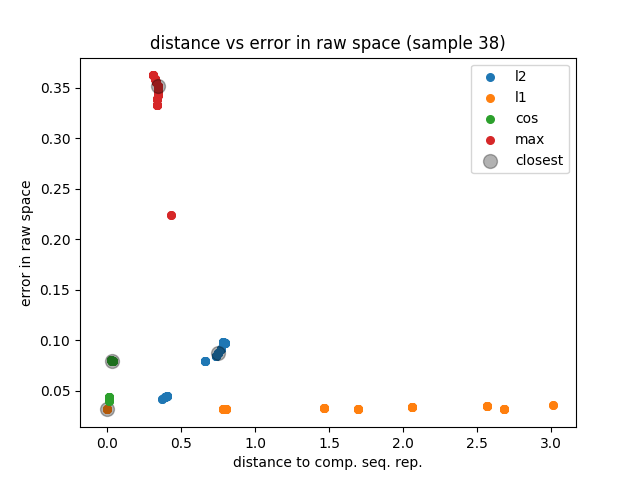 distance vs error in raw space (sample 38)
l2
l1
cos
max
closest
error in raw space
0.35
0.30
0.25
0.20
0.15
0.10
0.05
0.0 0.5 1.0 1.5 2.0 2.5 3.0
distance to comp. seq. rep.